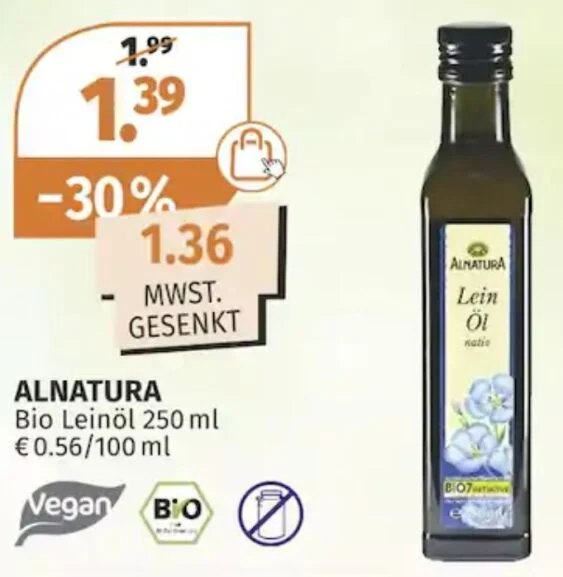 1.99
1.39
-30%
1.36
MWST.
GESENKT
ALNATURA
Bio Leinöl 250 ml
€ 0.56/100 ml
Vegan
BIO
ALNATURA
Lein
Öl
nativ
BIO7